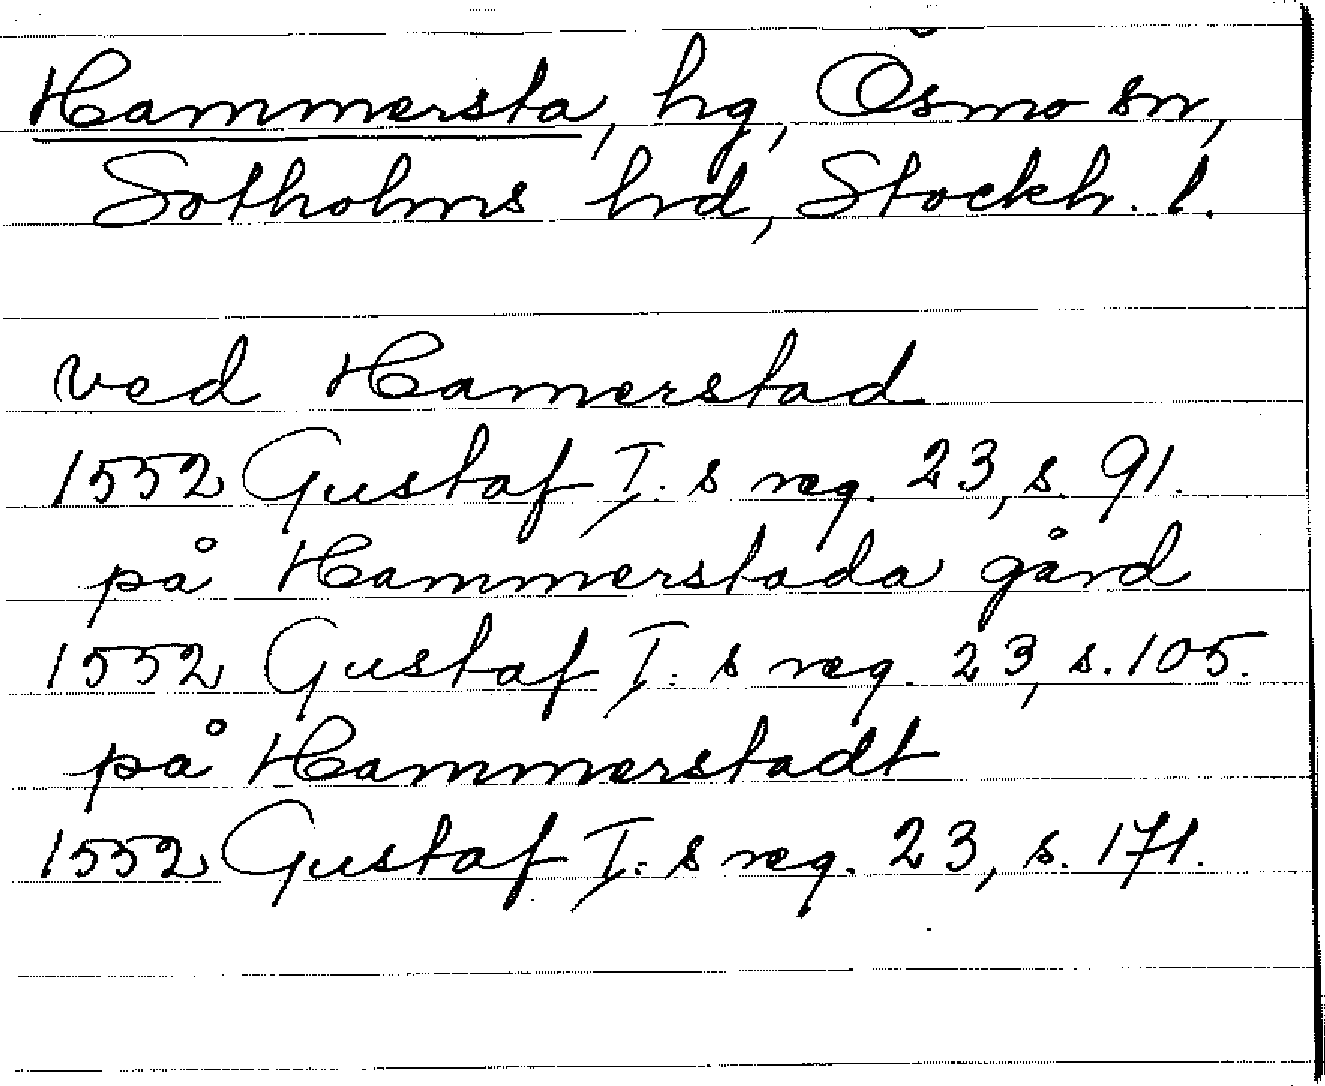 Hammersta, hg, Ösmo sn,
Sotholms hrd, Stockh. l.
ved Hamerstad
1552 Gustaf I:s reg. 23, s. 91.
på Hammerstada gård
1552 Gustaf I:s reg. 23, s. 105.
på Hammerstadt
1552 Gustaf I:s reg. 23, s. 171.